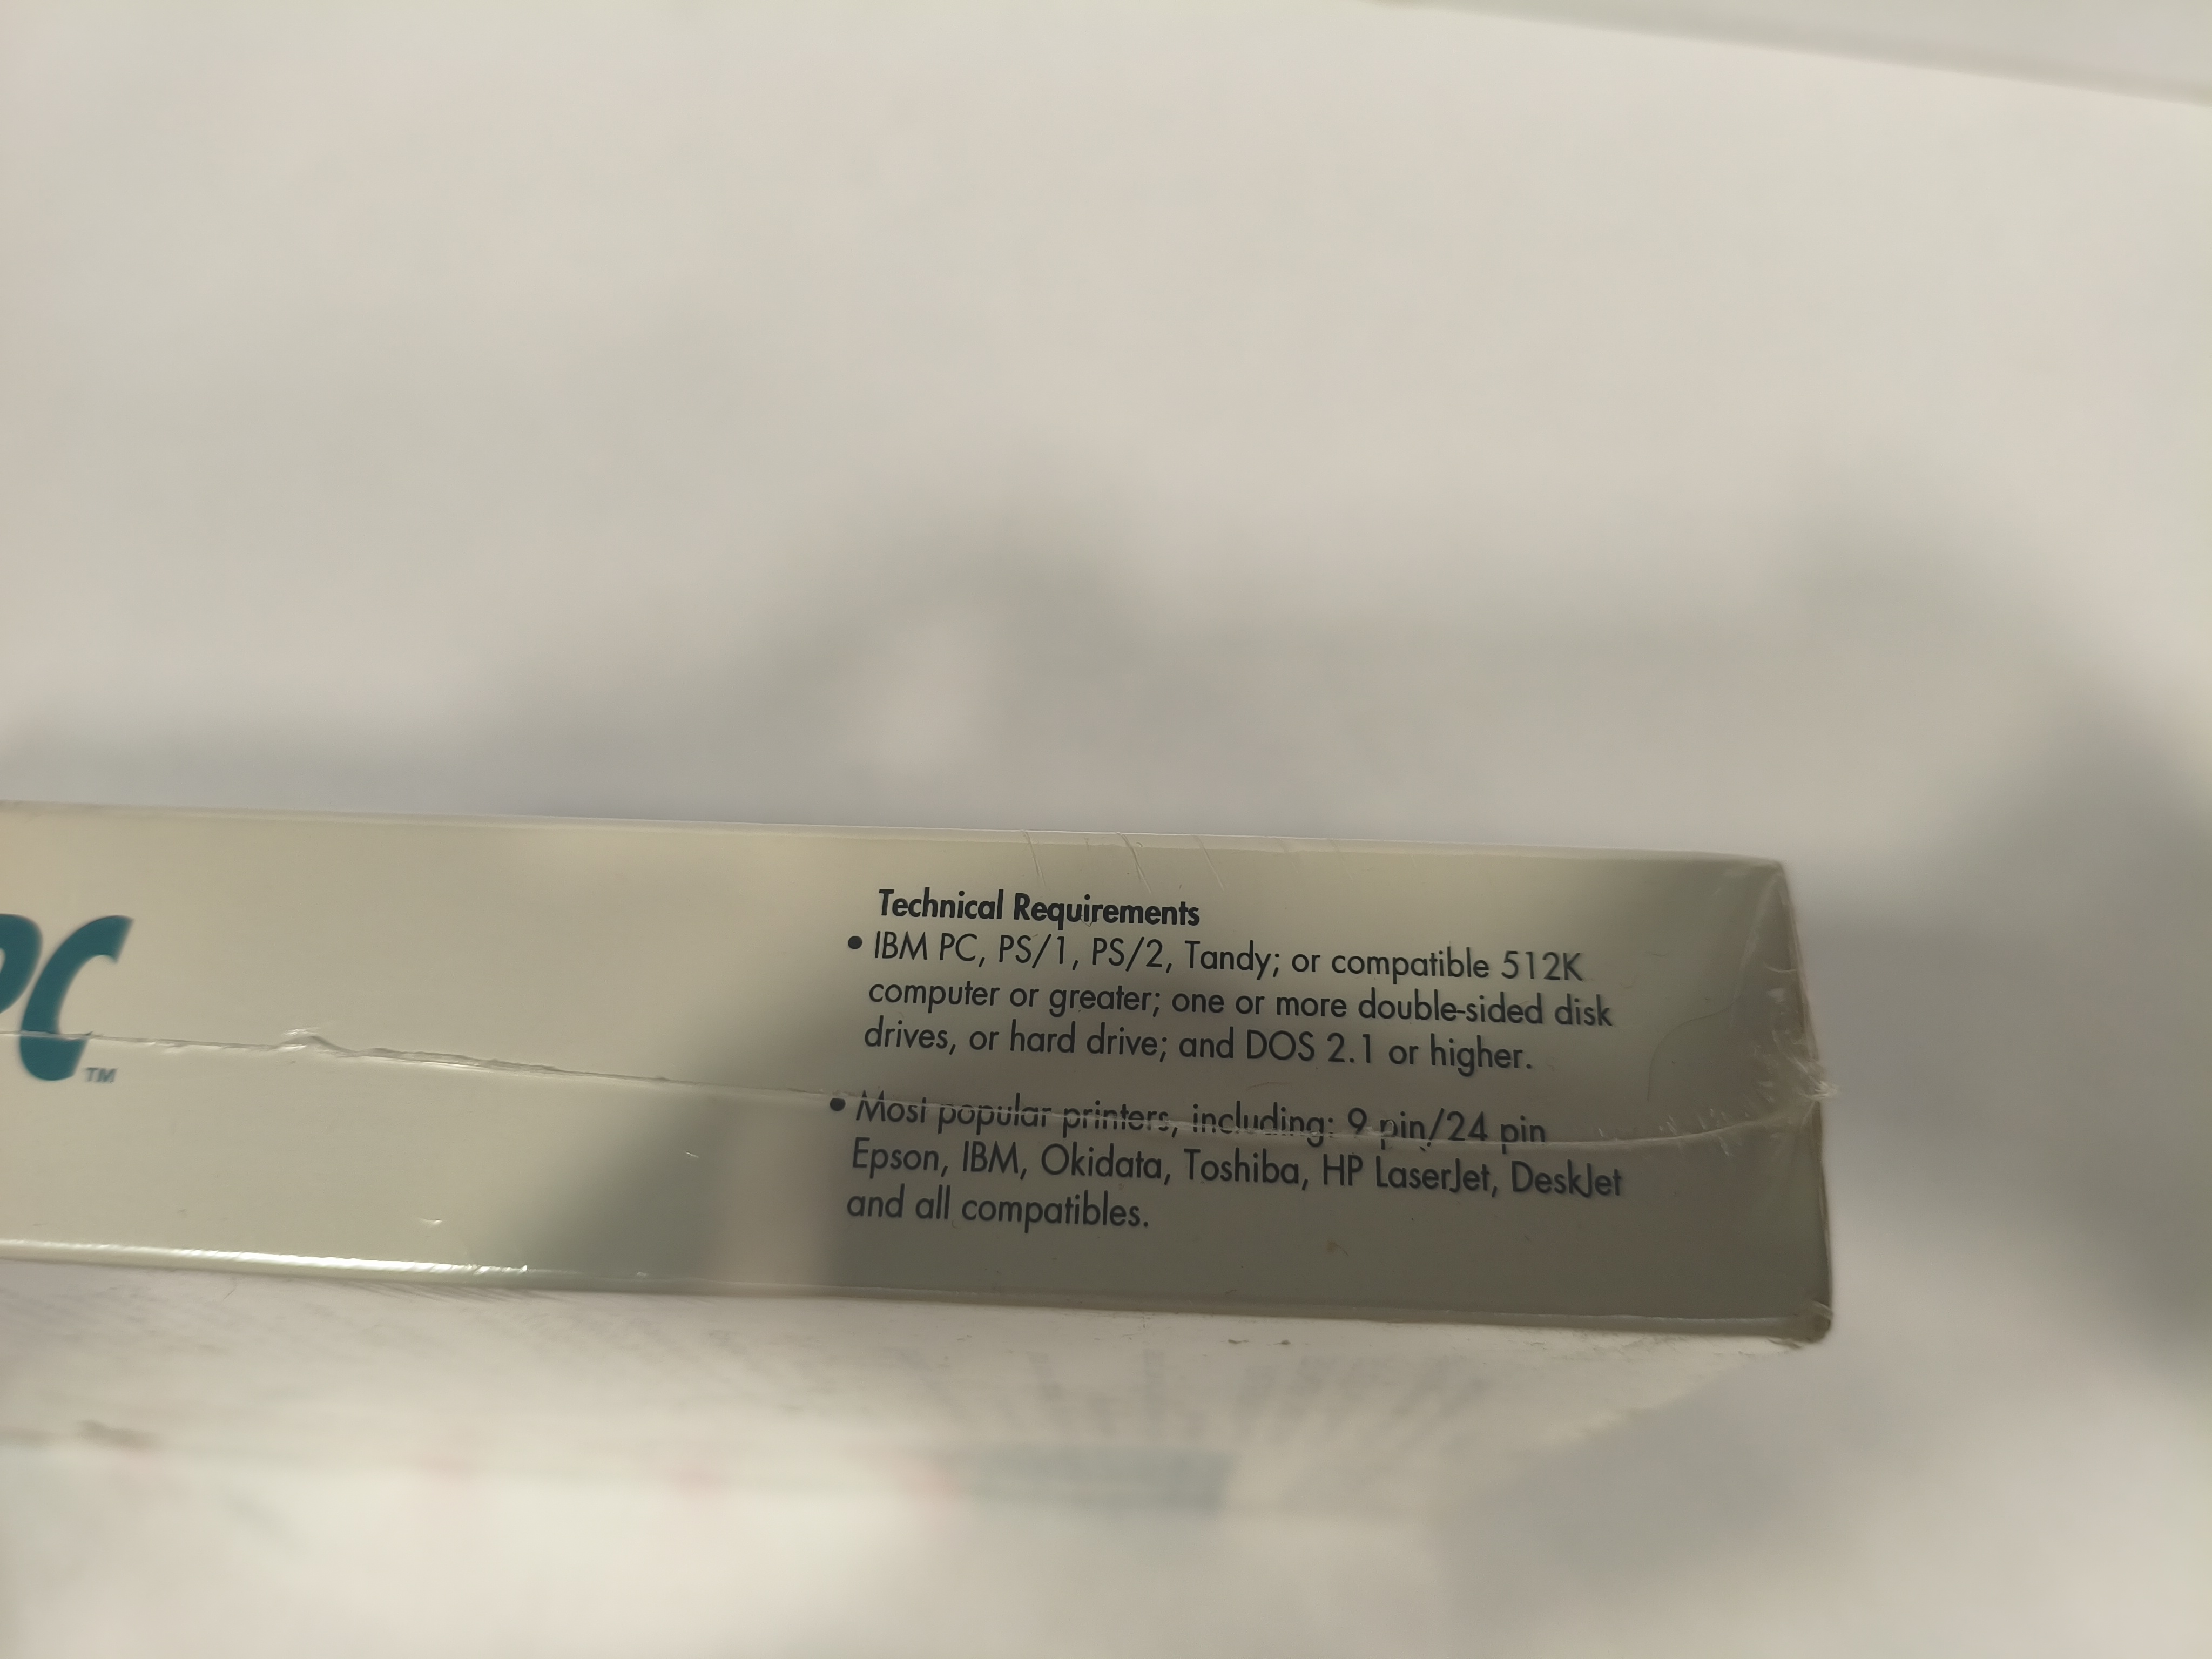 PC
TM
Technical Requirements
• IBM PC, PS/1, PS/2, Tandy; or compatible 512K
computer or greater; one or more double-sided disk
drives, or hard drive; and DOS 2.1 or higher.
• Most popular printers, including: 9 pin/24 pin
Epson, IBM, Okidata, Toshiba, HP LaserJet, DeskJet
and all compatibles.